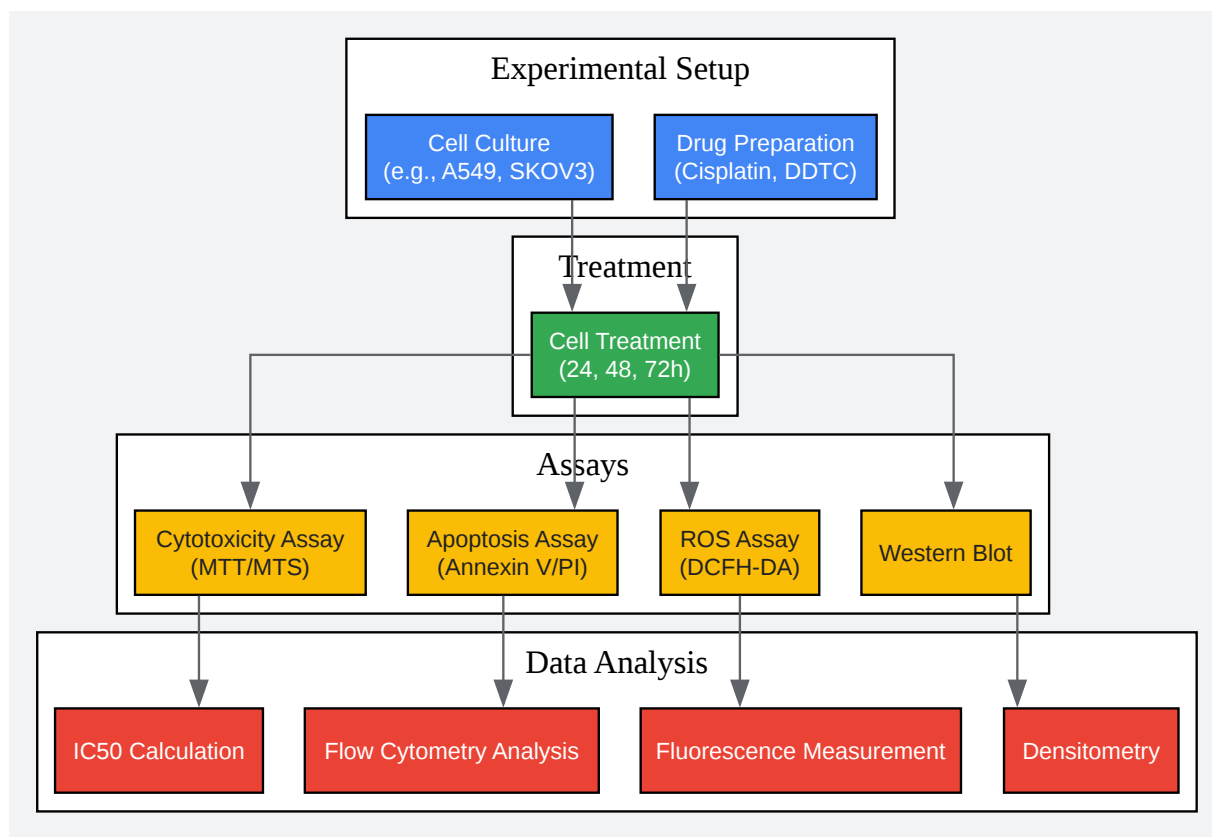 Experimental Setup
Cell Culture
(e.g., A549, SKOV3)
Drug Preparation
(Cisplatin, DDTC)
Treatment
Cell Treatment
(24, 48, 72h)
Assays
Cytotoxicity Assay
(MTT/MTS)
Apoptosis Assay
(Annexin V/PI)
ROS Assay
(DCFH-DA)
Western Blot
Data Analysis
IC50 Calculation
Flow Cytometry Analysis
Fluorescence Measurement
Densitometry